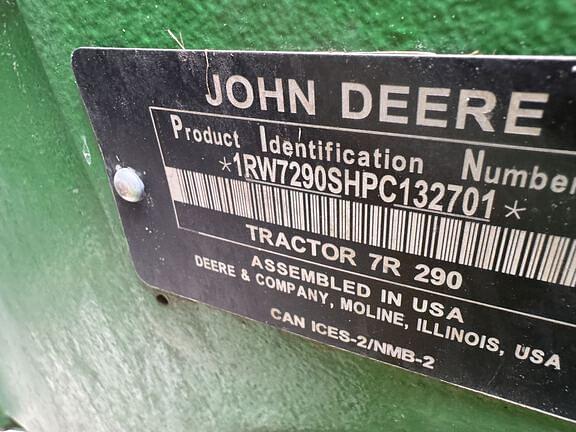 JOHN DEERE
Product Identification Number
*1RW7290SHPC132701*
TRACTOR 7R 290
ASSEMBLED IN USA
DEERE & COMPANY, MOLINE, ILLINOIS, USA
CAN ICES-2/NMB-2